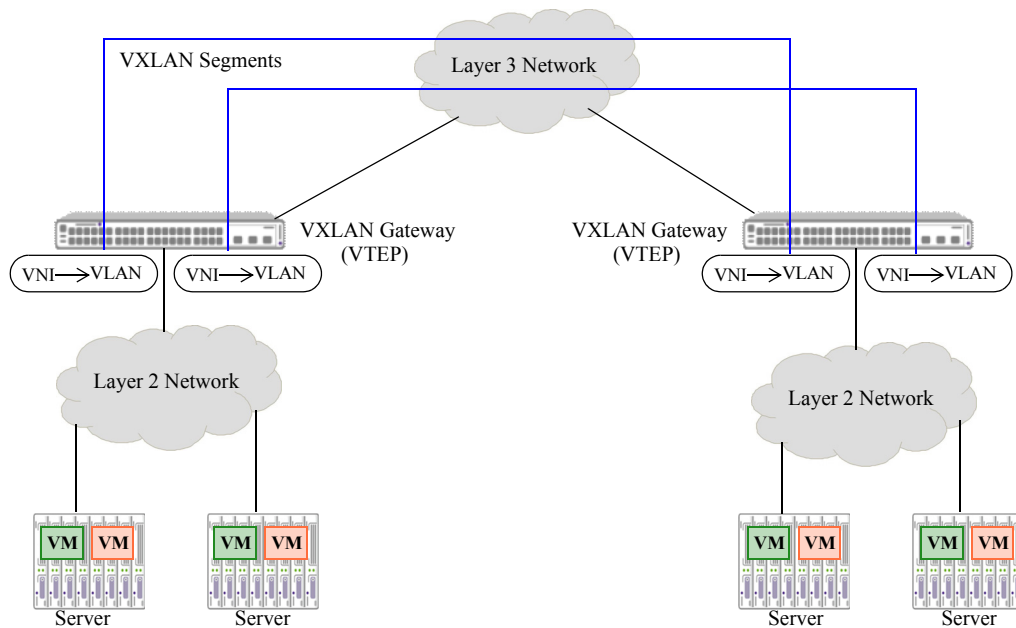 VXLAN Segments
Layer 3 Network
VXLAN Gateway
(VTEP)
VXLAN Gateway
(VTEP)
VNI VLAN
VNI VLAN
VNI VLAN
VNI VLAN
Layer 2 Network
Layer 2 Network
VM VM
VM VM
VM VM
VM VM
Server
Server
Server
Server